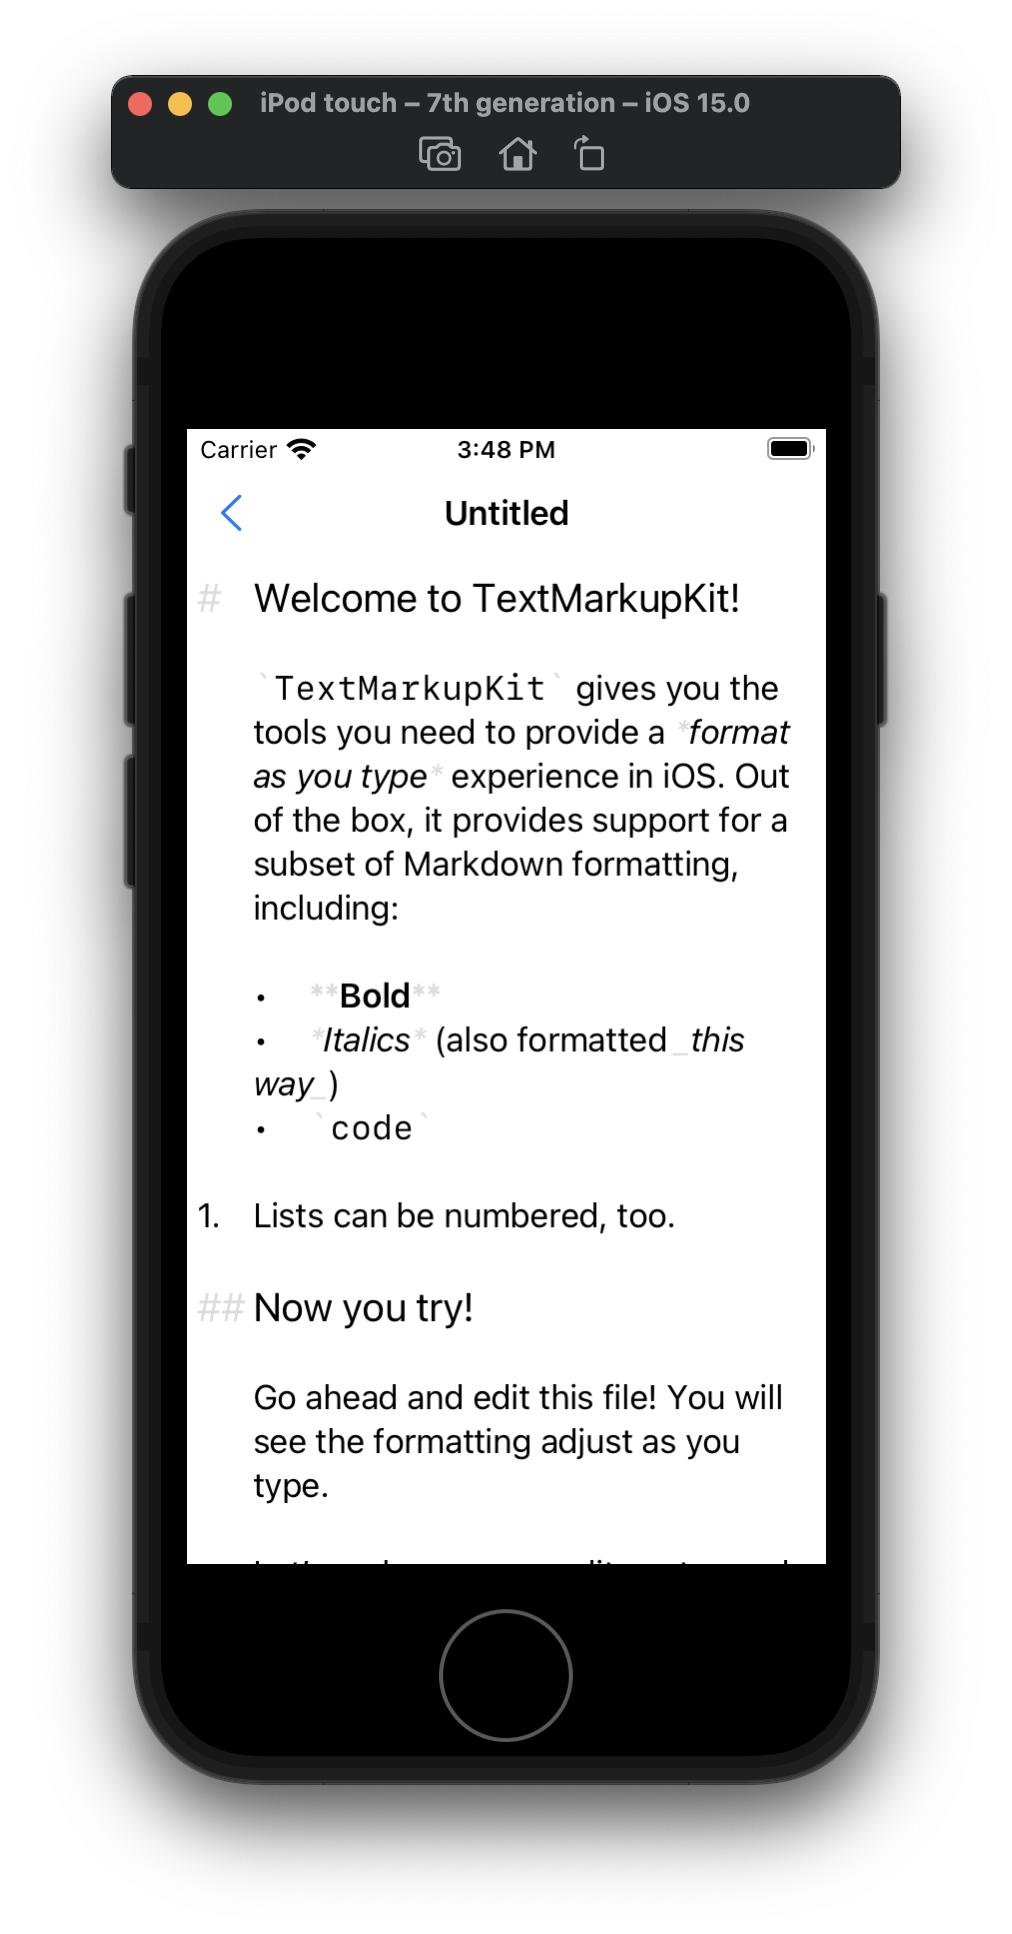 iPod touch – 7th generation – iOS 15.0
Carrier 3:48 PM
Untitled
# Welcome to TextMarkupKit!
`TextMarkupKit` gives you the
tools you need to provide a *format
as you type* experience in iOS. Out
of the box, it provides support for a
subset of Markdown formatting,
including:
• **Bold**
• *Italics* (also formatted _this
way_)
• `code`
1. Lists can be numbered, too.
## Now you try!
Go ahead and edit this file! You will
see the formatting adjust as you
type.